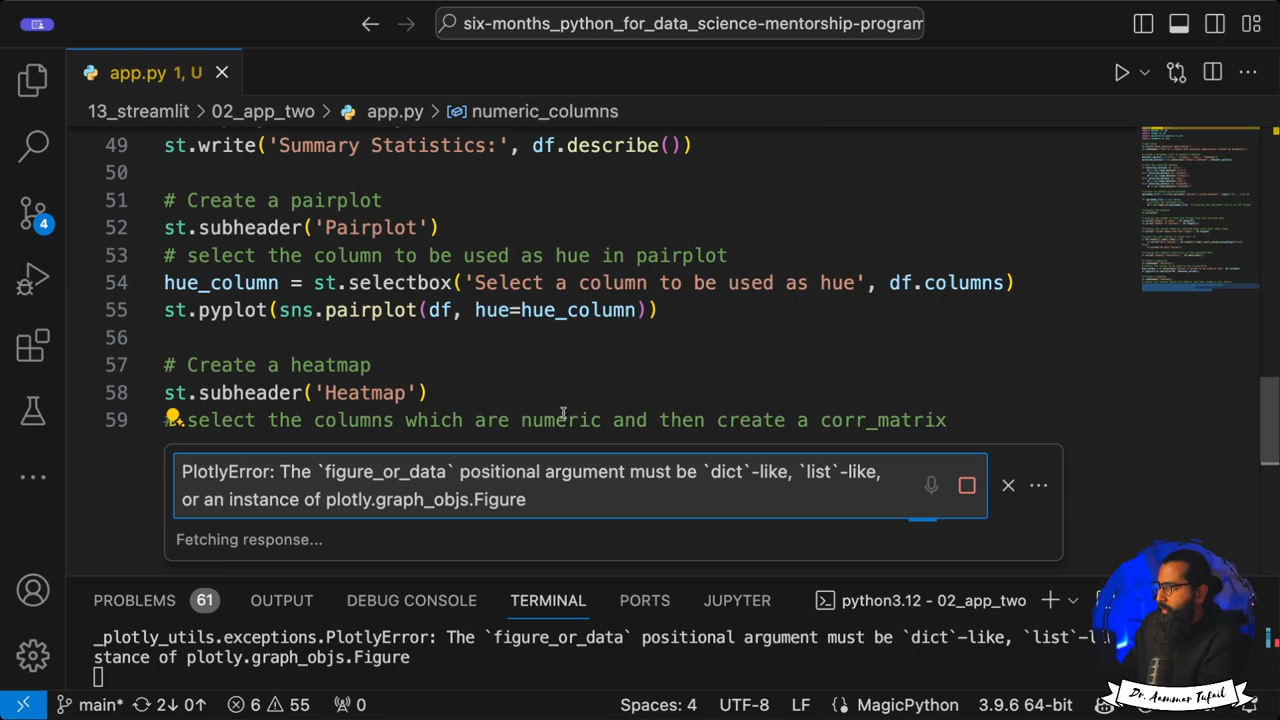 six-months_python_for_data_science-mentorship-program
app.py 1, U
13_streamlit > 02_app_two > app.py > numeric_columns
49 st.write('Summary Statistics:', df.describe())
50
51 # Create a pairplot
52 st.subheader('Pairplot')
53 # select the column to be used as hue in pairplot
54 hue_column = st.selectbox('Select a column to be used as hue', df.columns)
55 st.pyplot(sns.pairplot(df, hue=hue_column))
56
57 # Create a heatmap
58 st.subheader('Heatmap')
59 # select the columns which are numeric and then create a corr_matrix
PlotlyError: The `figure_or_data` positional argument must be `dict`-like, `list`-like,
or an instance of plotly.graph_objs.Figure
Fetching response...
4
PROBLEMS 61 OUTPUT DEBUG CONSOLE TERMINAL PORTS JUPYTER python3.12 - 02_app_two
_plotly_utils.exceptions.PlotlyError: The `figure_or_data` positional argument must be `dict`-like, `list`-l
stance of plotly.graph_objs.Figure
main* 2↓ 0↑ 6 55 0 Spaces: 4 UTF-8 LF MagicPython 3.9.6 64-bit
Dr. Aammar Tufail